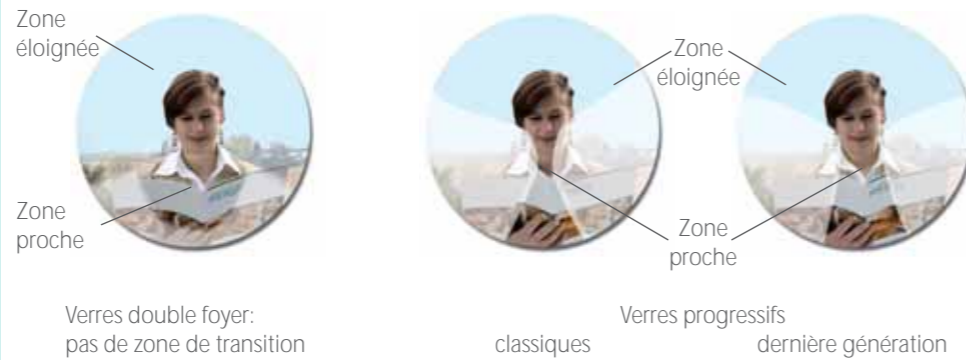 Zone
éloignée
Zone
proche
Zone
éloignée
Zone
proche
Verres double foyer:
pas de zone de transition
Verres progressifs
classiques
dernière génération